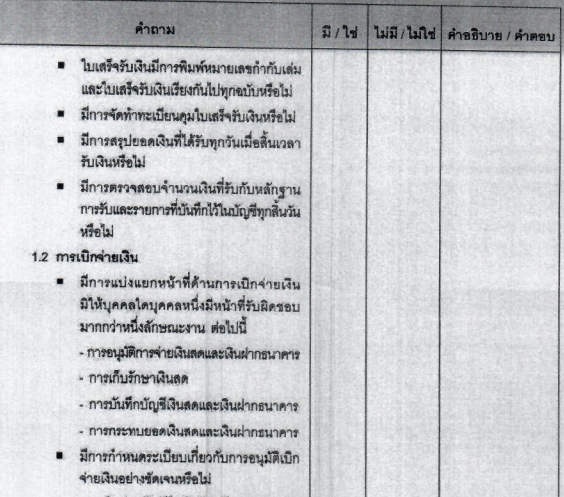 คำถาม มี / ใช่ ไม่มี / ไม่ใช่ คำอธิบาย / คำตอบ
■ ใบเสร็จรับเงินมีการพิมพ์หมายเลขกำกับเล่ม
และใบเสร็จรับเงินเรียงกันไปทุกฉบับหรือไม่
■ มีการจัดทำทะเบียนคุมใบเสร็จรับเงินหรือไม่
■ มีการสรุปยอดเงินที่ได้รับทุกวันเมื่อสิ้นเวลา
รับเงินหรือไม่
■ มีการตรวจสอบจำนวนเงินที่รับกับหลักฐาน
การรับและรายการที่บันทึกไว้ในบัญชีทุกสิ้นวัน
หรือไม่
1.2 การเบิกจ่ายเงิน
■ มีการแบ่งแยกหน้าที่ด้านการเบิกจ่ายเงิน
มิให้บุคคลใดบุคคลหนึ่งมีหน้าที่รับผิดชอบ
มากกว่าหนึ่งลักษณะงาน ต่อไปนี้
- การอนุมัติการจ่ายเงินสดและเงินฝากธนาคาร
- การเก็บรักษาเงินสด
- การบันทึกบัญชีเงินสดและเงินฝากธนาคาร
- การกระทบยอดเงินสดและเงินฝากธนาคาร
■ มีการกำหนดระเบียบเกี่ยวกับการอนุมัติเบิก
จ่ายเงินอย่างชัดเจนหรือไม่